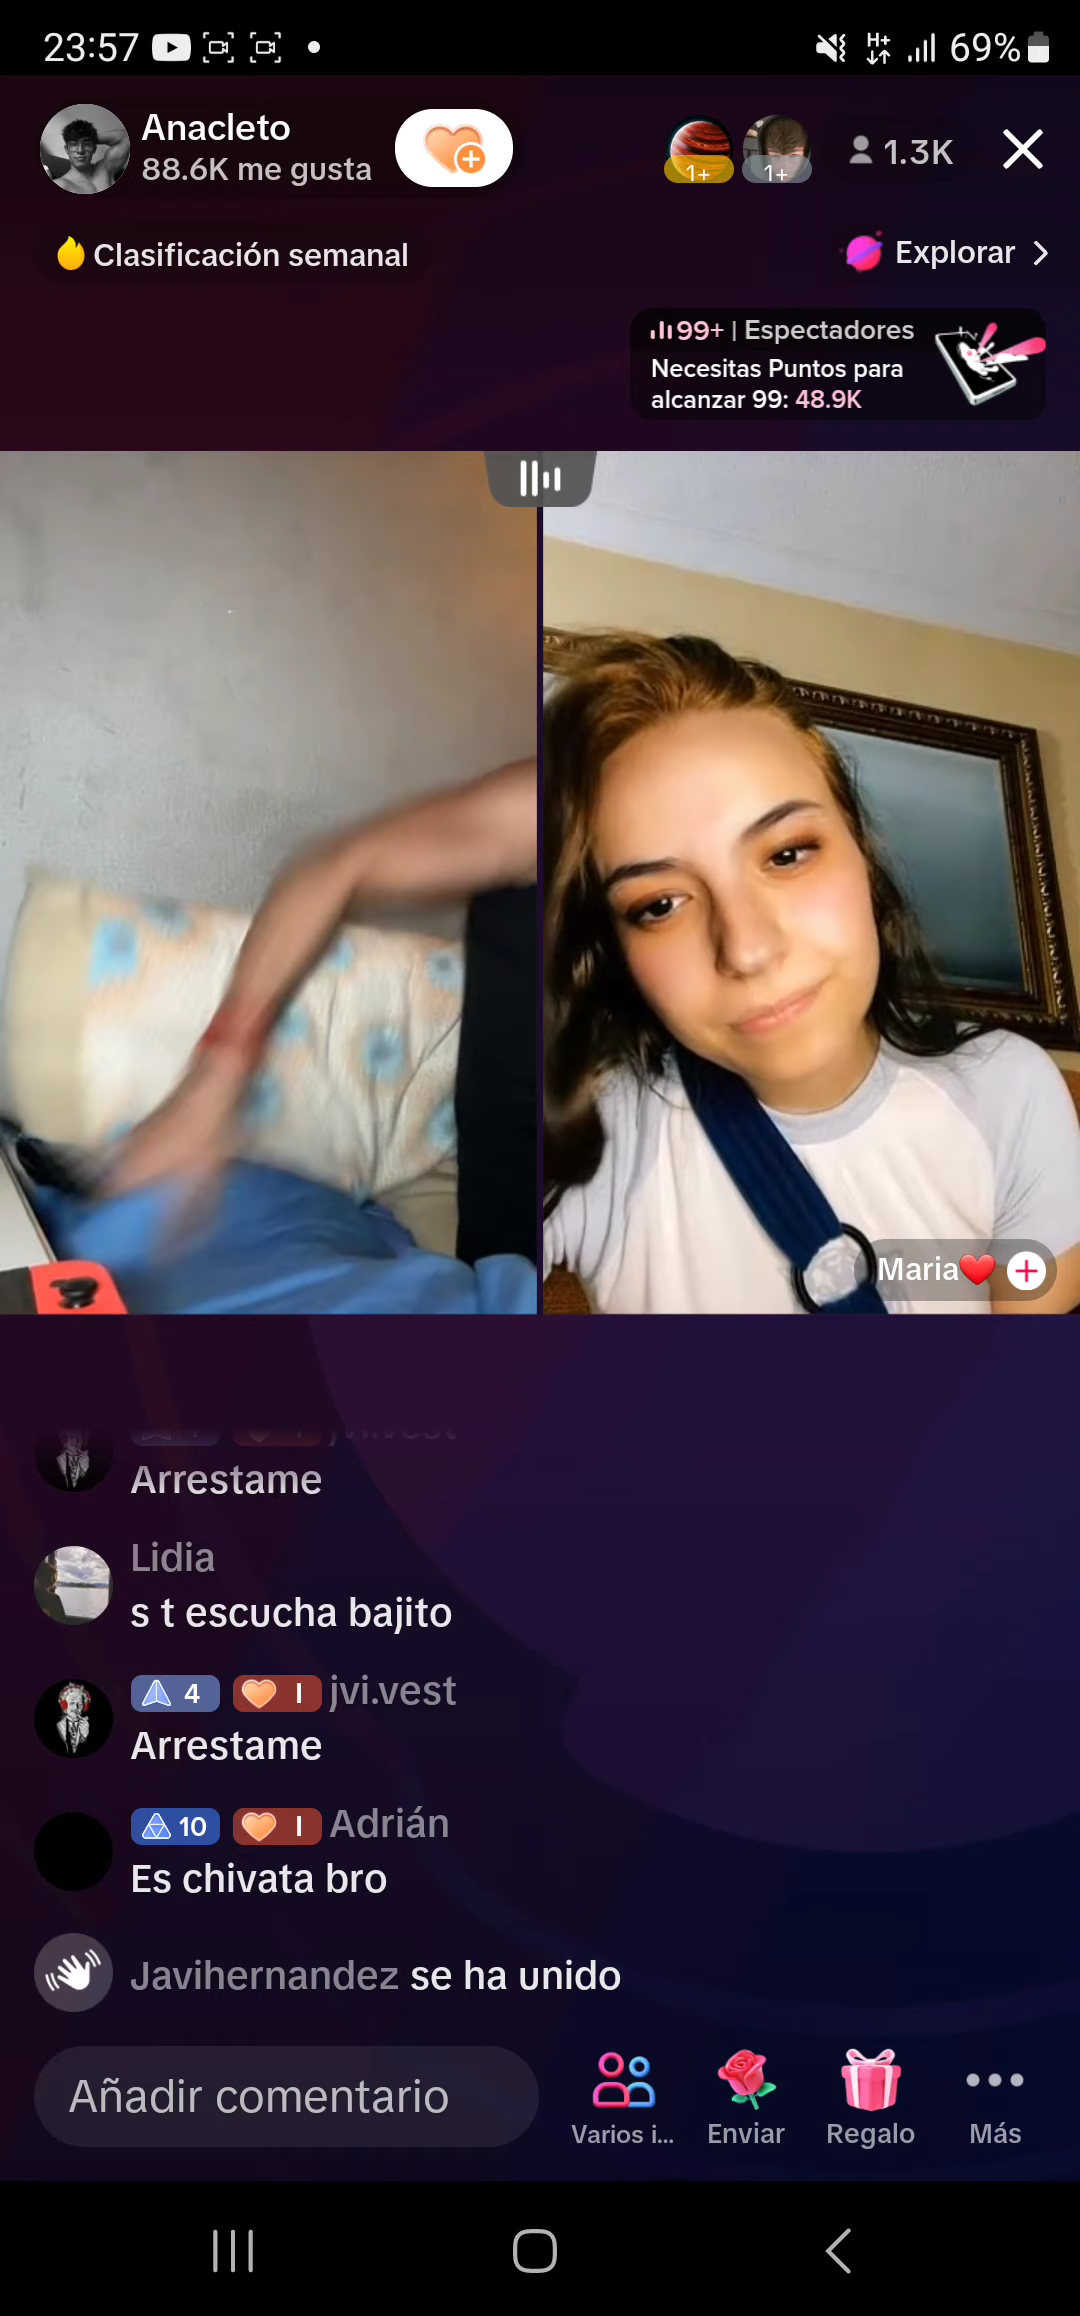 23:57
H+
69%
Anacleto
88.6K me gusta
1+
1+
1.3K
Clasificación semanal
Explorar
99+ | Espectadores
Necesitas Puntos para
alcanzar 99: 48.9K
Maria
Arrestame
Lidia
s t escucha bajito
4 I jvi.vest
Arrestame
10 I Adrián
Es chivata bro
Javihernandez se ha unido
Añadir comentario
Varios i...
Enviar
Regalo
Más